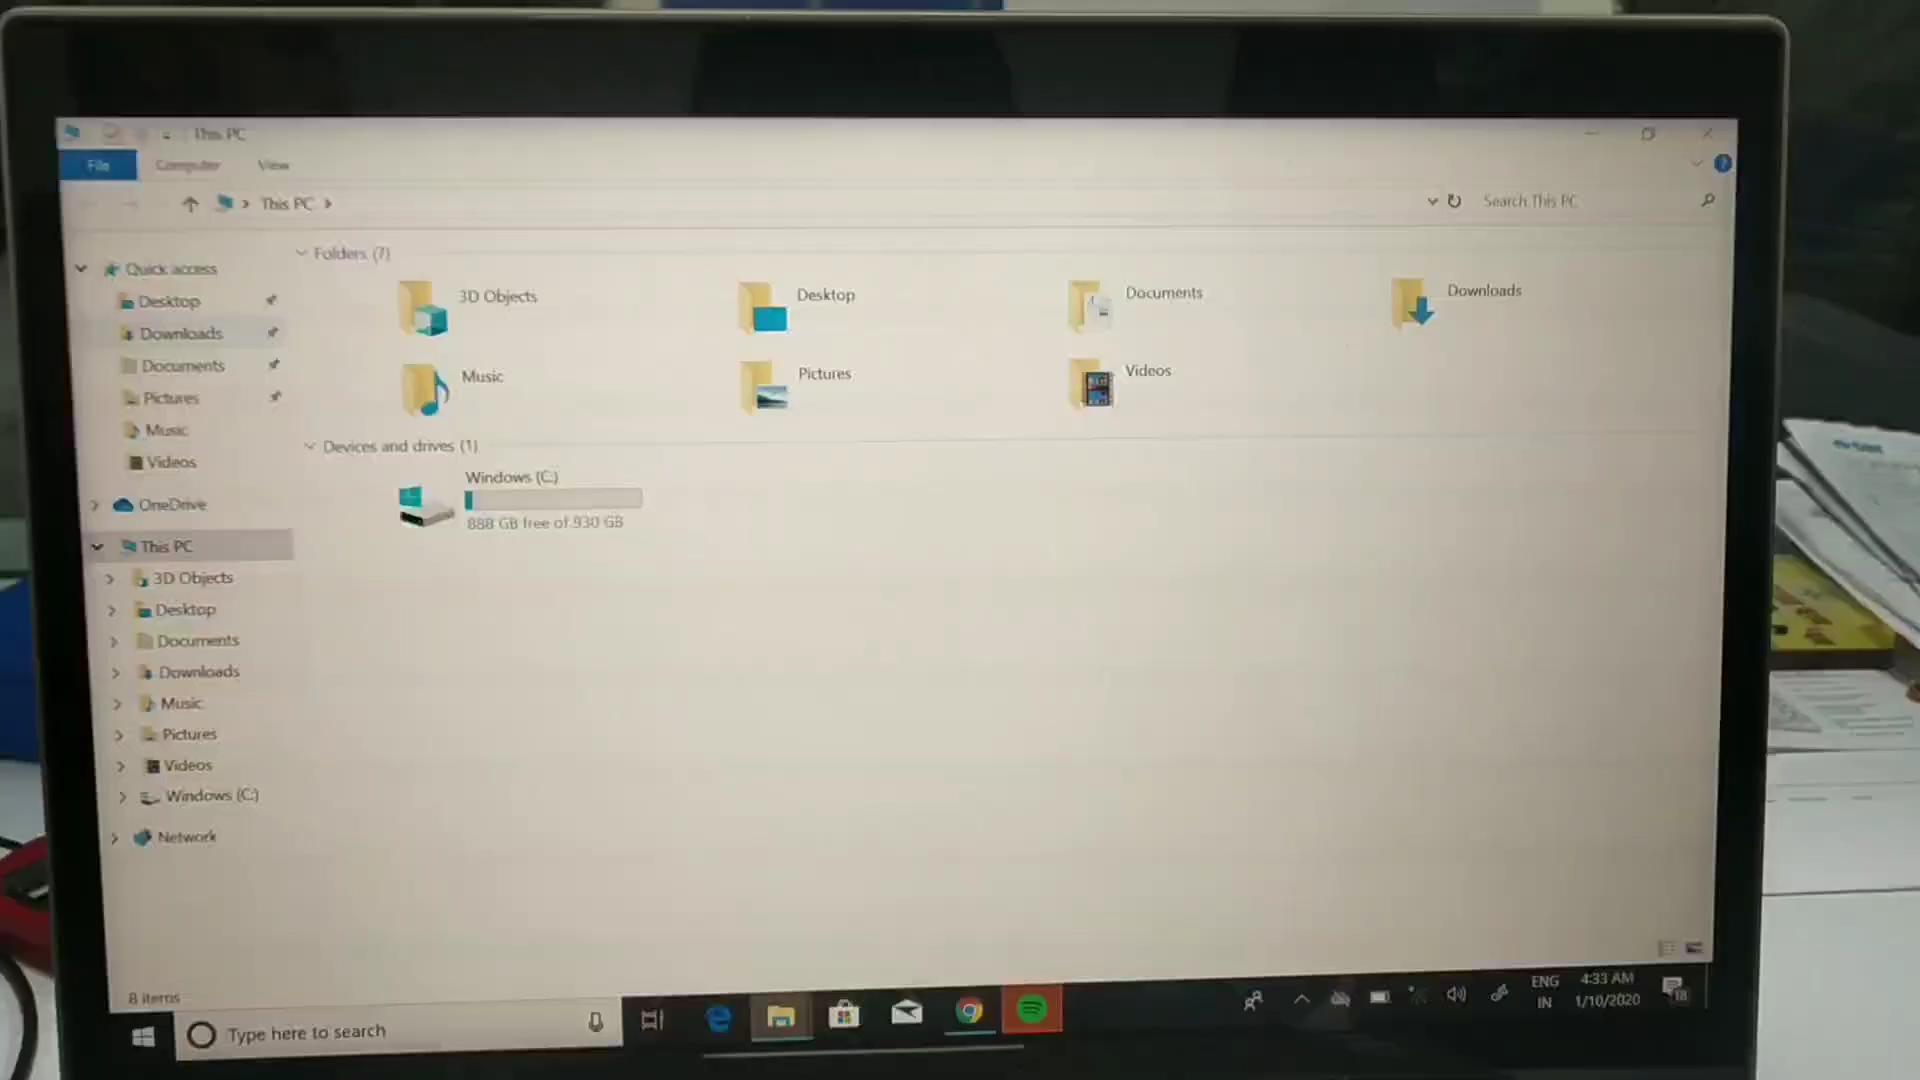 This PC
File Computer View
This PC
Search This PC
Quick access
Desktop
Downloads
Documents
Pictures
Music
Videos
OneDrive
This PC
3D Objects
Desktop
Documents
Downloads
Music
Pictures
Videos
Windows (C:)
Network
Folders (7)
3D Objects
Desktop
Documents
Downloads
Music
Pictures
Videos
Devices and drives (1)
Windows (C:)
888 GB free of 930 GB
8 items
Type here to search
ENG
IN
4:33 AM
1/10/2020
18